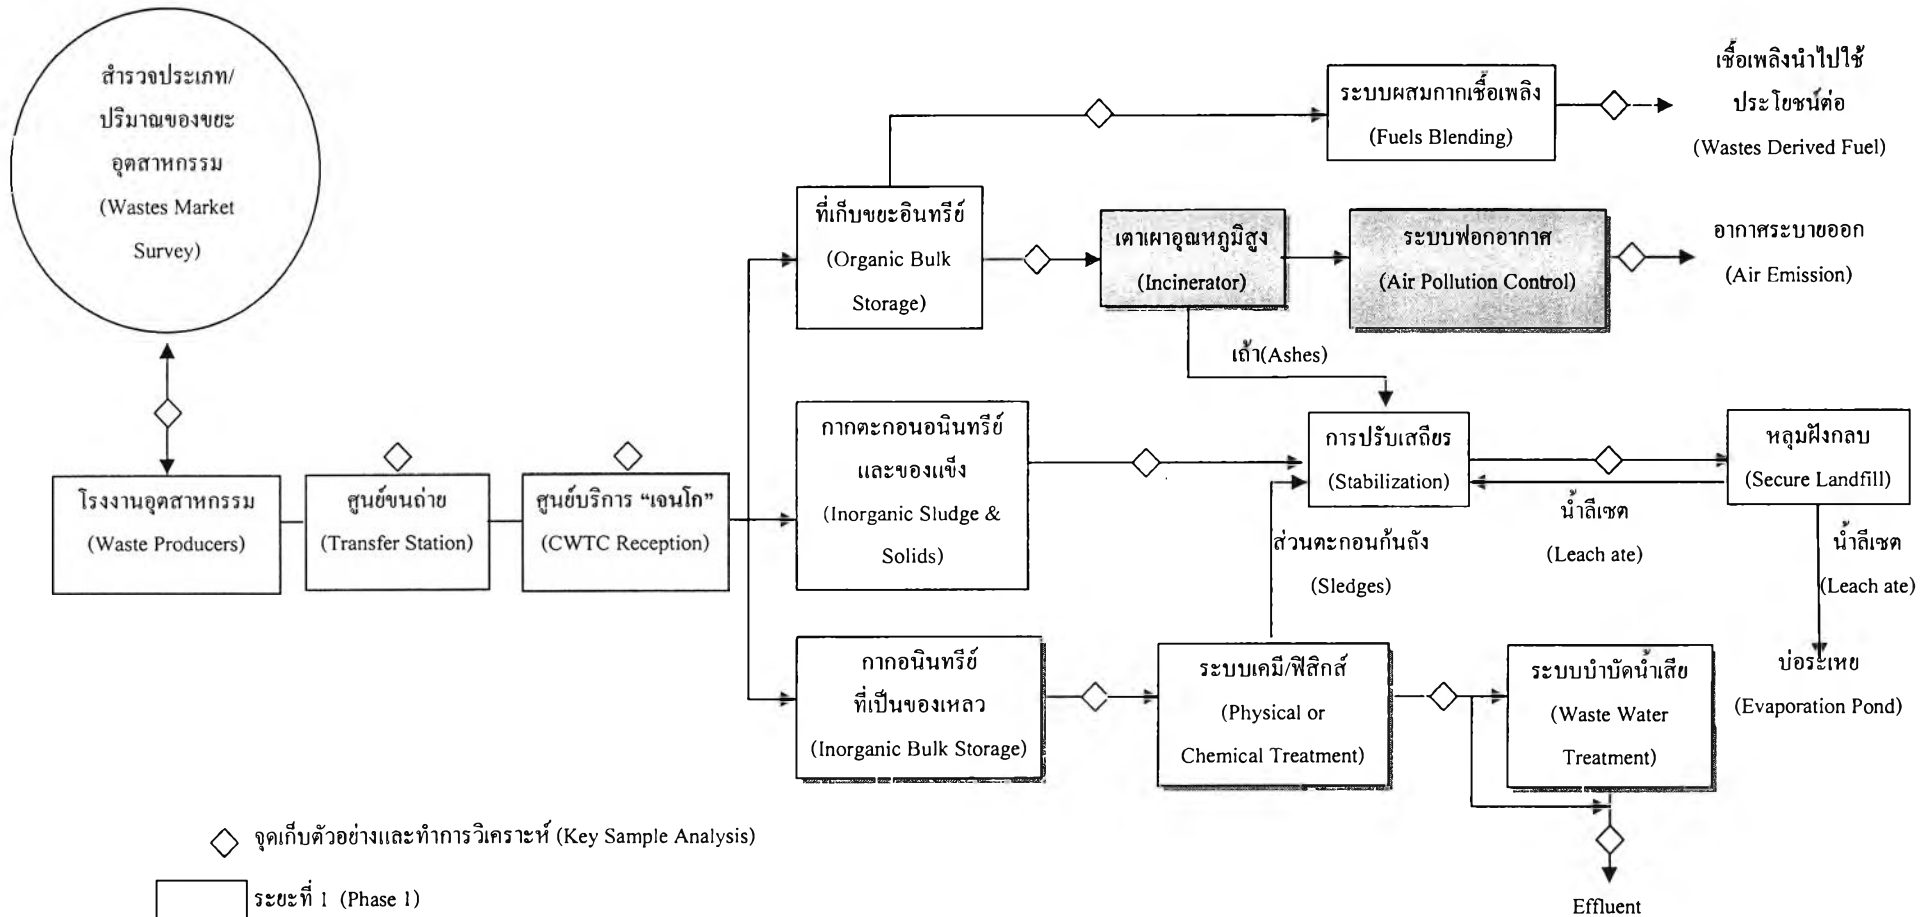 สำรวจประเภท/
ปริมาณของขยะ
อุตสาหกรรม
(Wastes Market
Survey)
โรงงานอุตสาหกรรม
(Waste Producers)
ศูนย์ขนถ่าย
(Transfer Station)
ศูนย์บริการ “เจนโก”
(CWTC Reception)
ที่เก็บขยะอินทรีย์
(Organic Bulk
Storage)
ระบบผสมกากเชื้อเพลิง
(Fuels Blending)
เชื้อเพลิงนำไปใช้
ประโยชน์ต่อ
(Wastes Derived Fuel)
เตาเผาอุณหภูมิสูง
(Incinerator)
ระบบฟอกอากาศ
(Air Pollution Control)
อากาศระบายออก
(Air Emission)
เถ้า(Ashes)
กากตะกอนอนินทรีย์
และของแข็ง
(Inorganic Sludge &
Solids)
การปรับเสถียร
(Stabilization)
หลุมฝังกลบ
(Secure Landfill)
น้ำลีเชต
(Leach ate)
น้ำลีเชต
(Leach ate)
ส่วนตะกอนก้นถัง
(Sledges)
กากอนินทรีย์
ที่เป็นของเหลว
(Inorganic Bulk Storage)
ระบบเคมี/ฟิสิกส์
(Physical or
Chemical Treatment)
ระบบบำบัดน้ำเสีย
(Waste Water
Treatment)
บ่อระเหย
(Evaporation Pond)
Effluent
จุดเก็บตัวอย่างและทำการวิเคราะห์ (Key Sample Analysis)
ระยะที่ 1 (Phase 1)